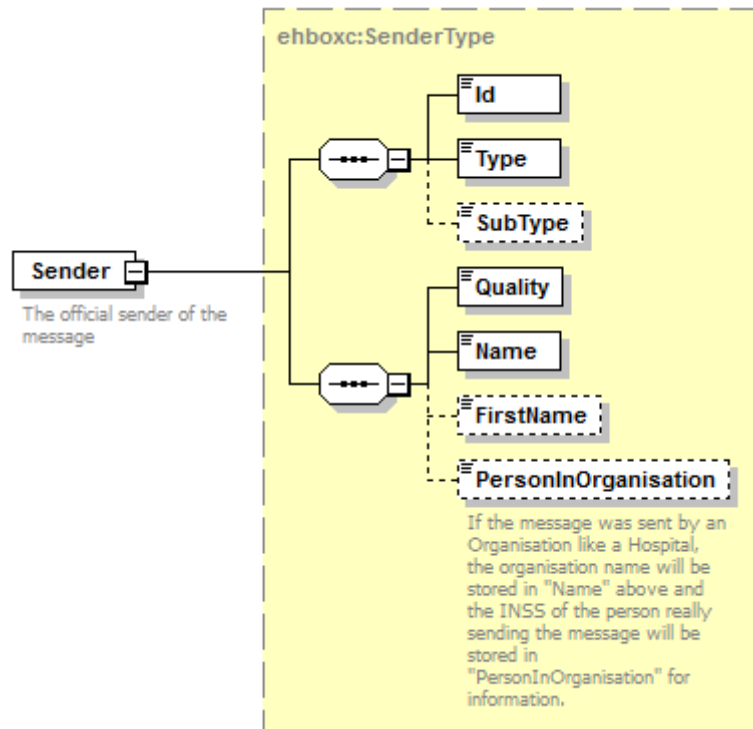 ehboxc:SenderType
Id
Type
SubType
Sender
The official sender of the
message
Quality
Name
FirstName
PersonInOrganisation
If the message was sent by an
Organisation like a Hospital,
the organisation name will be
stored in "Name" above and
the INSS of the person really
sending the message will be
stored in
"PersonInOrganisation" for
information.